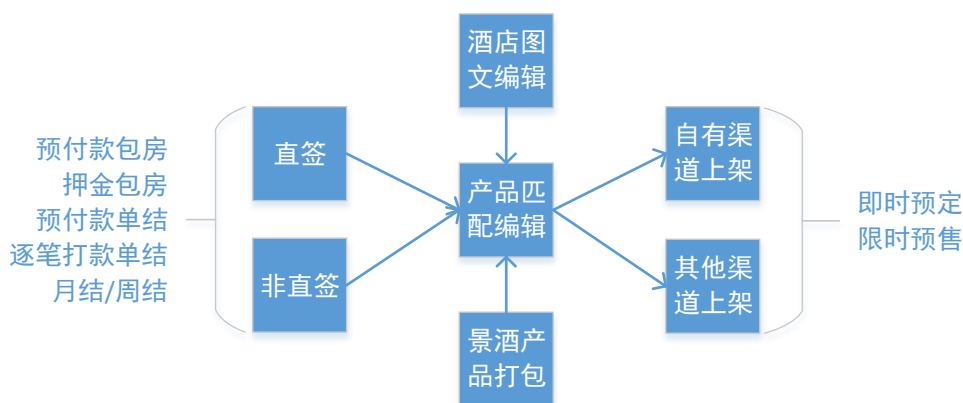 酒店图
文编辑
预付款包房
押金包房
预付款单结
逐笔打款单结
月结/周结
直签
非直签
产品匹
配编辑
景酒产
品打包
自有渠
道上架
其他渠
道上架
即时预定
限时预售